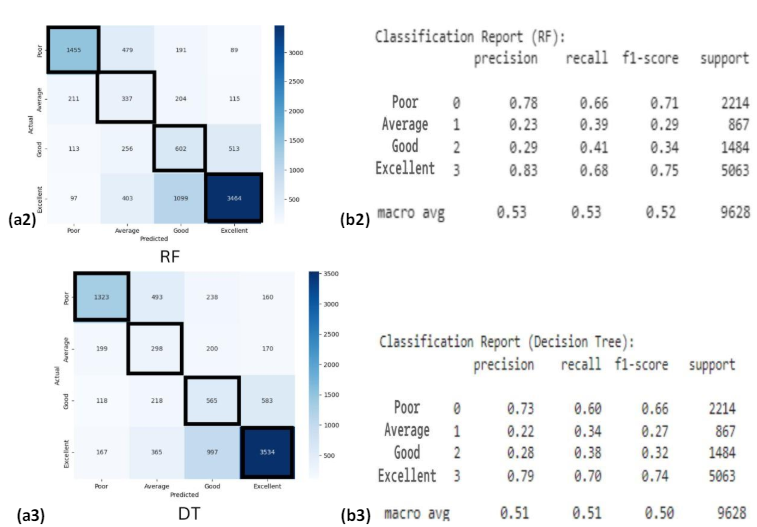 Poor 1455 479 191 89
Average 211 337 204 115
Good 113 256 602 513
Excellent 97 403 1099 3464
Actual
Poor Average Good Excellent
Predicted
3000
2500
2000
1500
1000
500
(a2)
RF
Classification Report (RF):
precision recall f1-score support
Poor 0 0.78 0.66 0.71 2214
Average 1 0.23 0.39 0.29 867
Good 2 0.29 0.41 0.34 1484
Excellent 3 0.83 0.68 0.75 5063
macro avg 0.53 0.53 0.52 9628
(b2)
Poor 1323 493 238 160
Average 199 298 200 170
Good 118 218 565 583
Excellent 167 365 997 3534
Actual
Poor Average Good Excellent
Predicted
3500
3000
2500
2000
1500
1000
500
(a3)
DT
Classification Report (Decision Tree):
precision recall f1-score support
Poor 0 0.73 0.60 0.66 2214
Average 1 0.22 0.34 0.27 867
Good 2 0.28 0.38 0.32 1484
Excellent 3 0.79 0.70 0.74 5063
(b3)
macro avg 0.51 0.51 0.50 9628